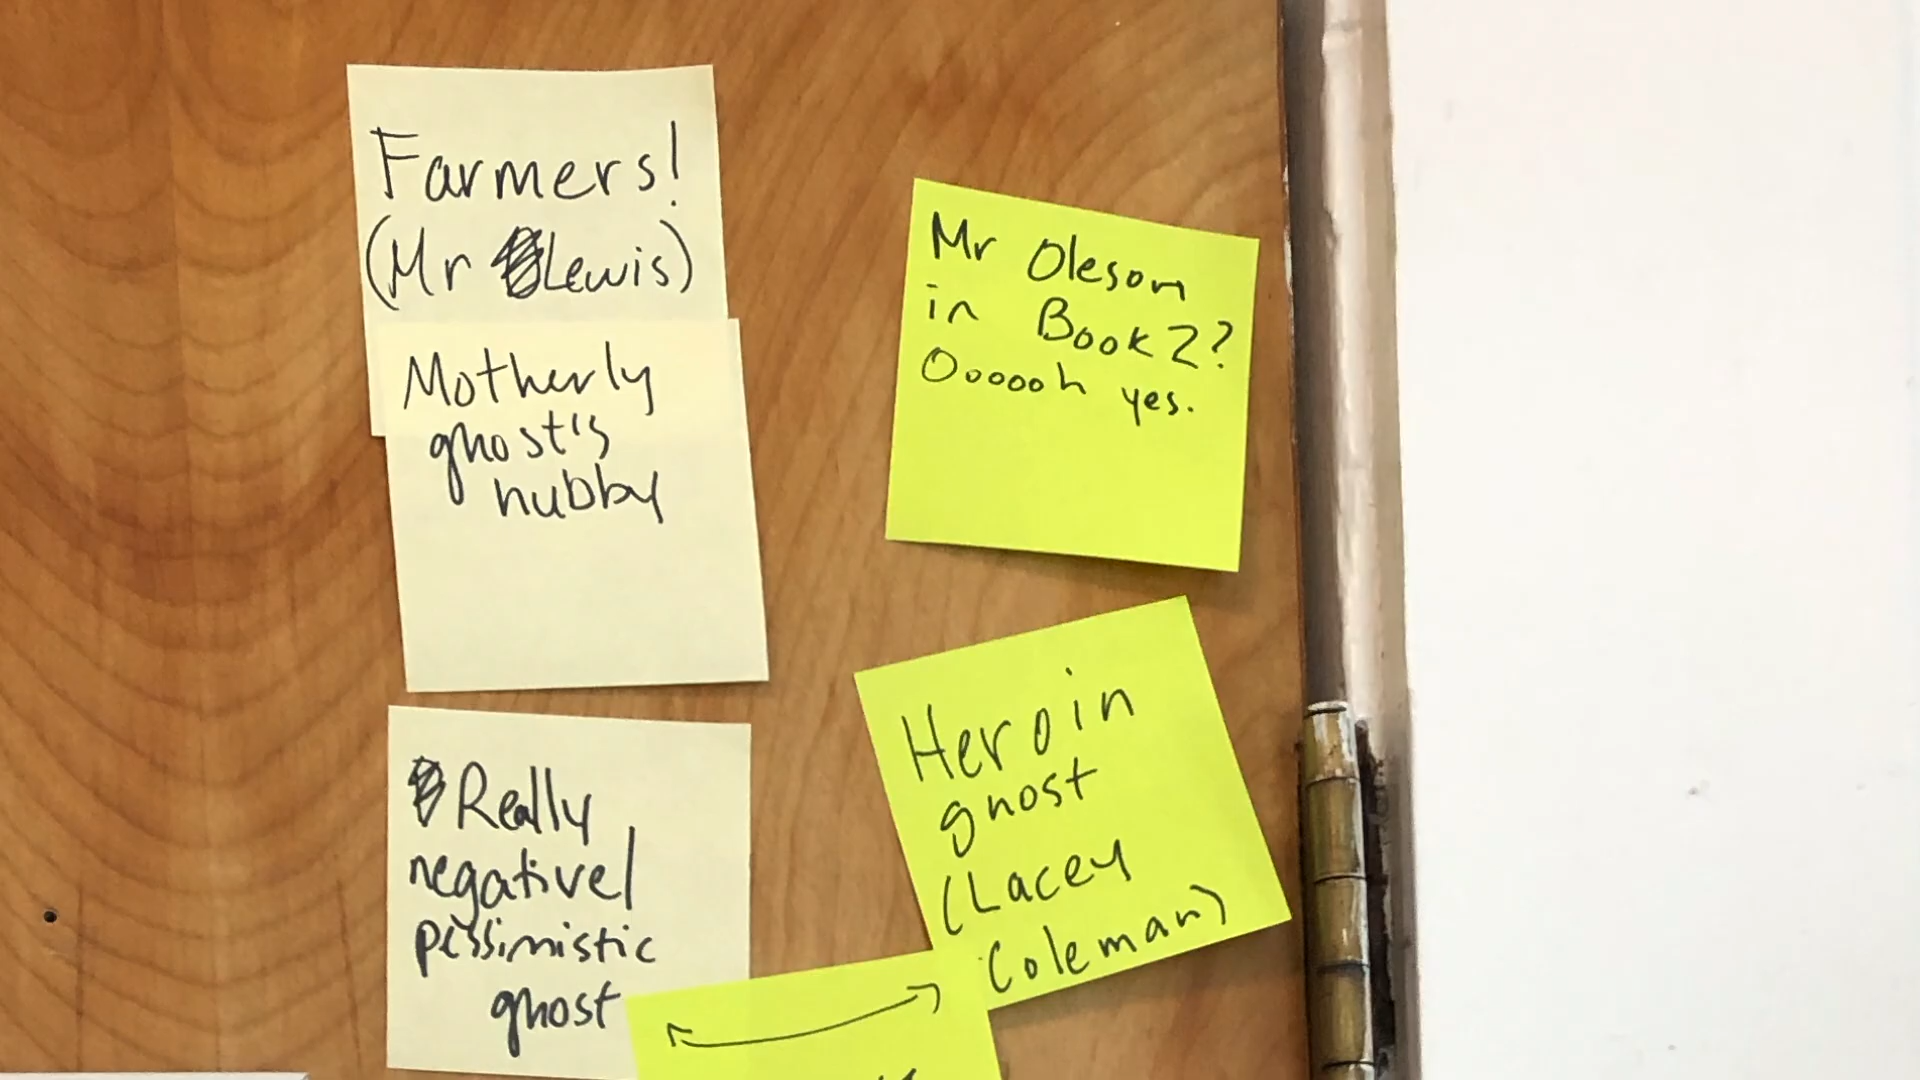 Farmers!
(Mr Lewis)
Motherly
ghost's
hubby
Really
negative/
pessimistic
ghost
Mr Oleson
in Book 2?
Oooooh yes.
Heroin
ghost
(Lacey
Coleman)